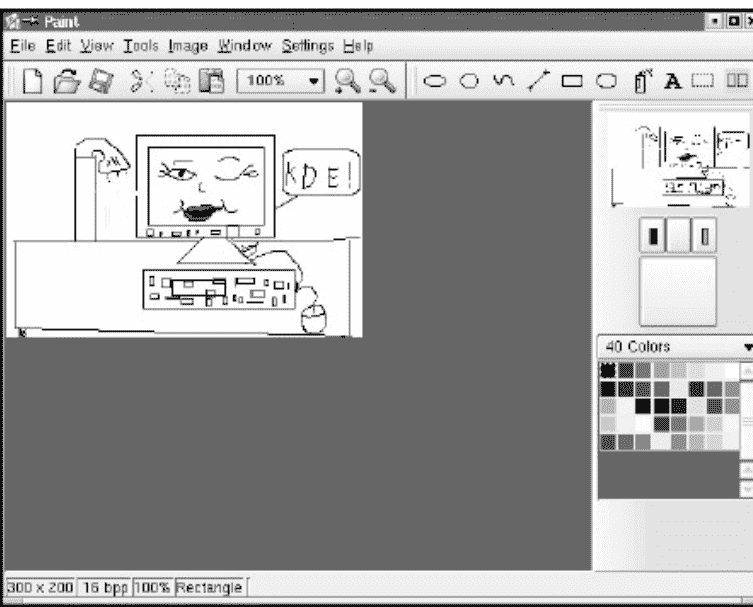 Paint
File Edit View Tools Image Window Settings Help
100%
A
KDE!
40 Colors
300 x 200 16 bpp 100% Rectangle